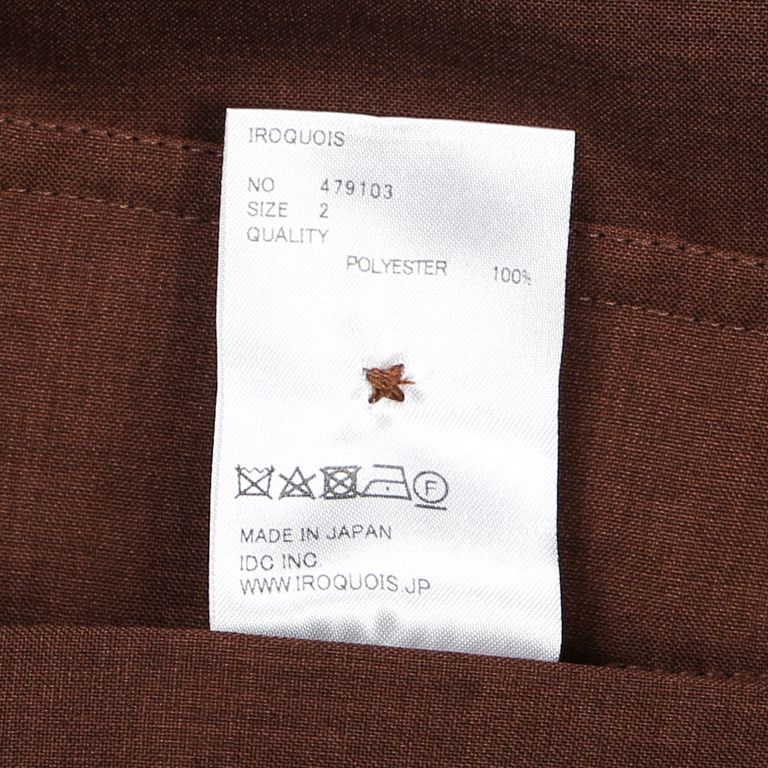 IROQUOIS
NO 479103
SIZE 2
QUALITY
POLYESTER 100%
F
MADE IN JAPAN
IDC INC.
WWW.IROQUOIS.JP